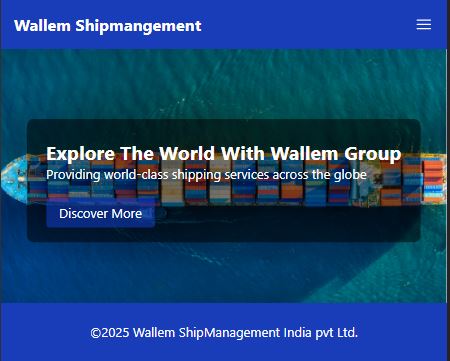 Wallem Shipmangement
Explore The World With Wallem Group
Providing world-class shipping services across the globe
Discover More
©2025 Wallem ShipManagement India pvt Ltd.